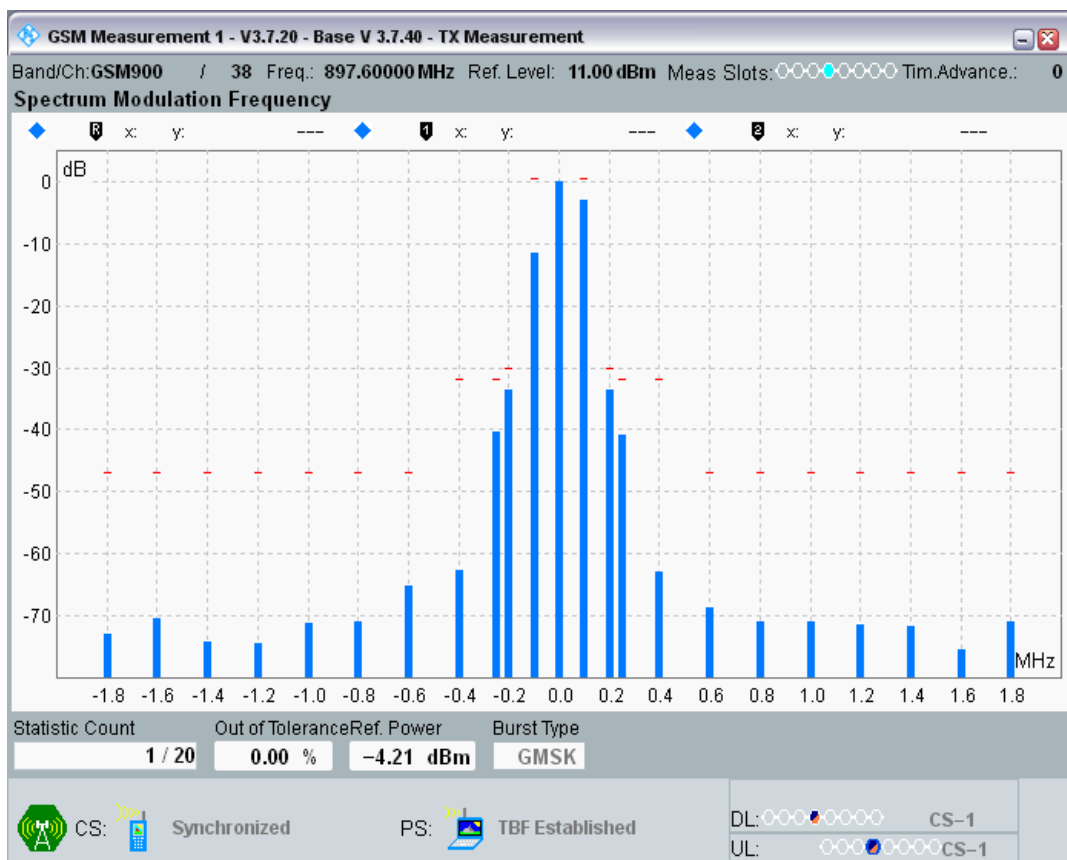 GSM Measurement 1 - V3.7.20 - Base V 3.7.40 - TX Measurement
Band/Ch:GSM900 / 38 Freq.: 897.60000 MHz Ref. Level: 11.00 dBm Meas Slots: Tim.Advance.: 0
Spectrum Modulation Frequency
R x: y: --- 1 x: y: --- 2 x: y: ---
dB
0
-10
-20
-30
-40
-50
-60
-70
MHz
-1.8 -1.6 -1.4 -1.2 -1.0 -0.8 -0.6 -0.4 -0.2 0.0 0.2 0.4 0.6 0.8 1.0 1.2 1.4 1.6 1.8
Statistic Count Out of Tolerance Ref. Power Burst Type
1 / 20 0.00 % −4.21 dBm GMSK
CS: Synchronized PS: TBF Established DL: CS−1
UL: CS−1